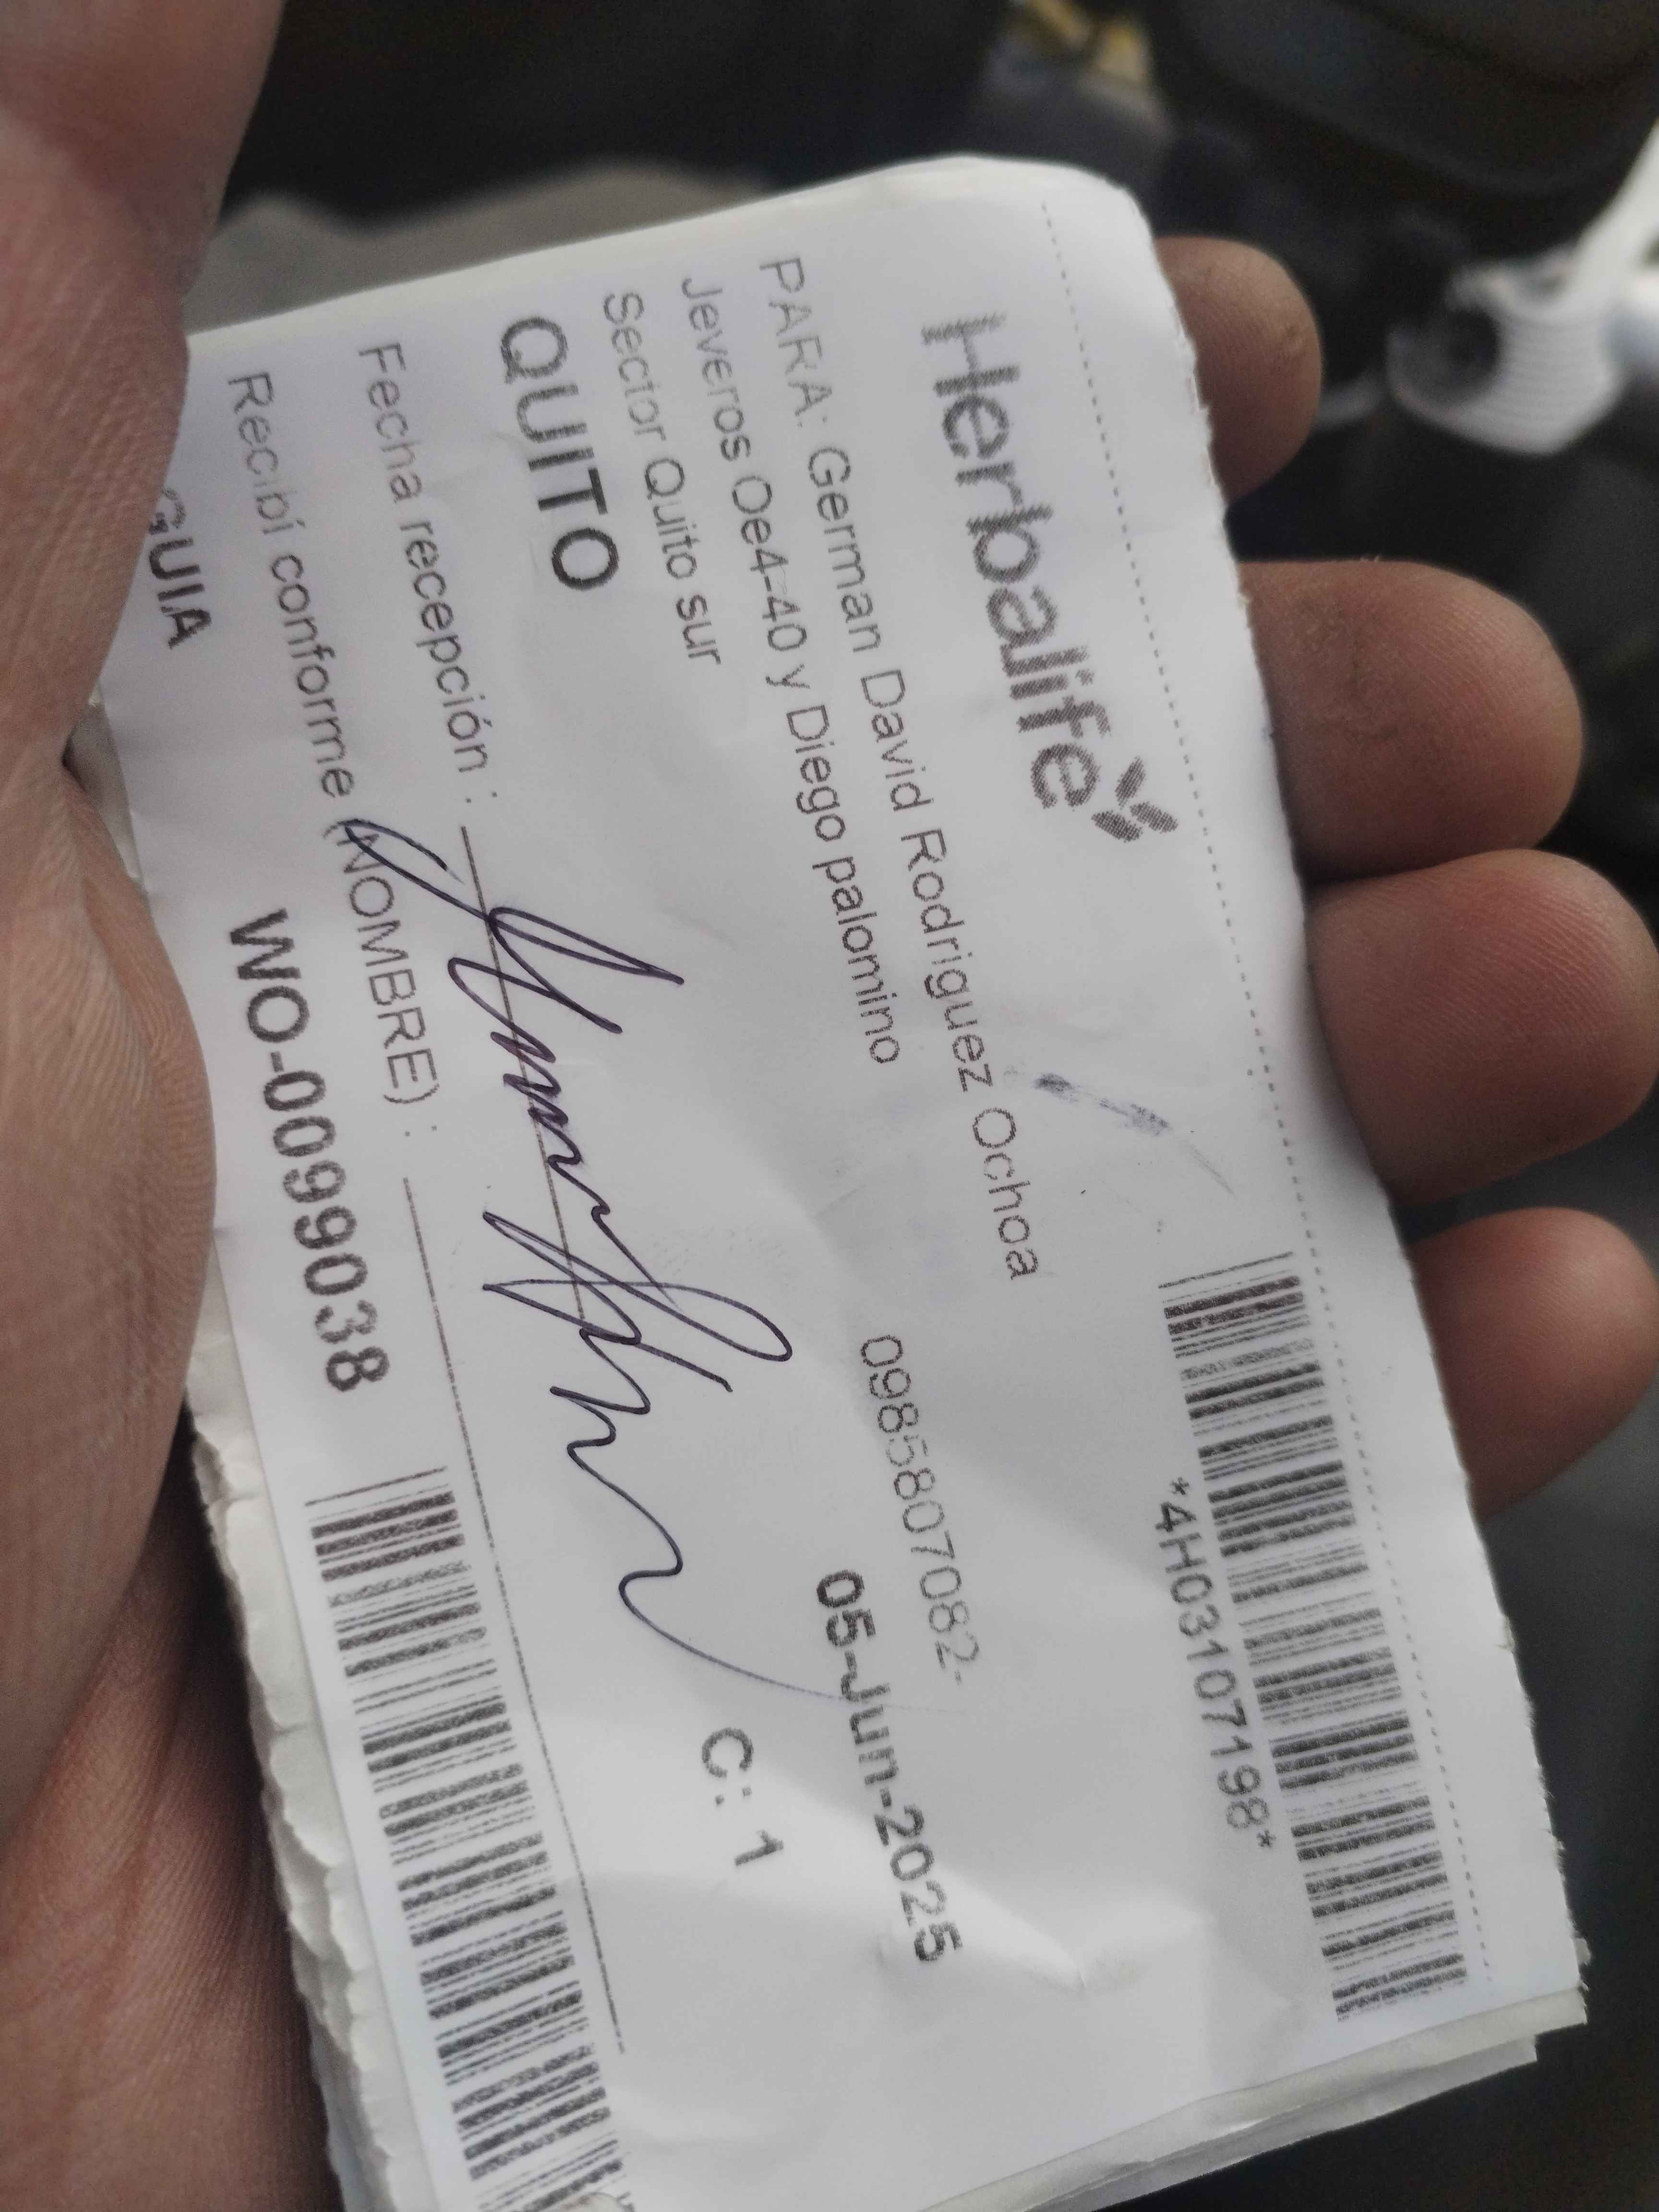 Herbalife
*4H03107198*
PARA: German David Rodriguez Ochoa
Jeveros Oe4-40 y Diego palomino
0985807082-
Sector Quito sur
05-Jun-2025
QUITO
C: 1
Fecha recepción :
Recibí conforme (NOMBRE) :
GUIA
WO-0099038